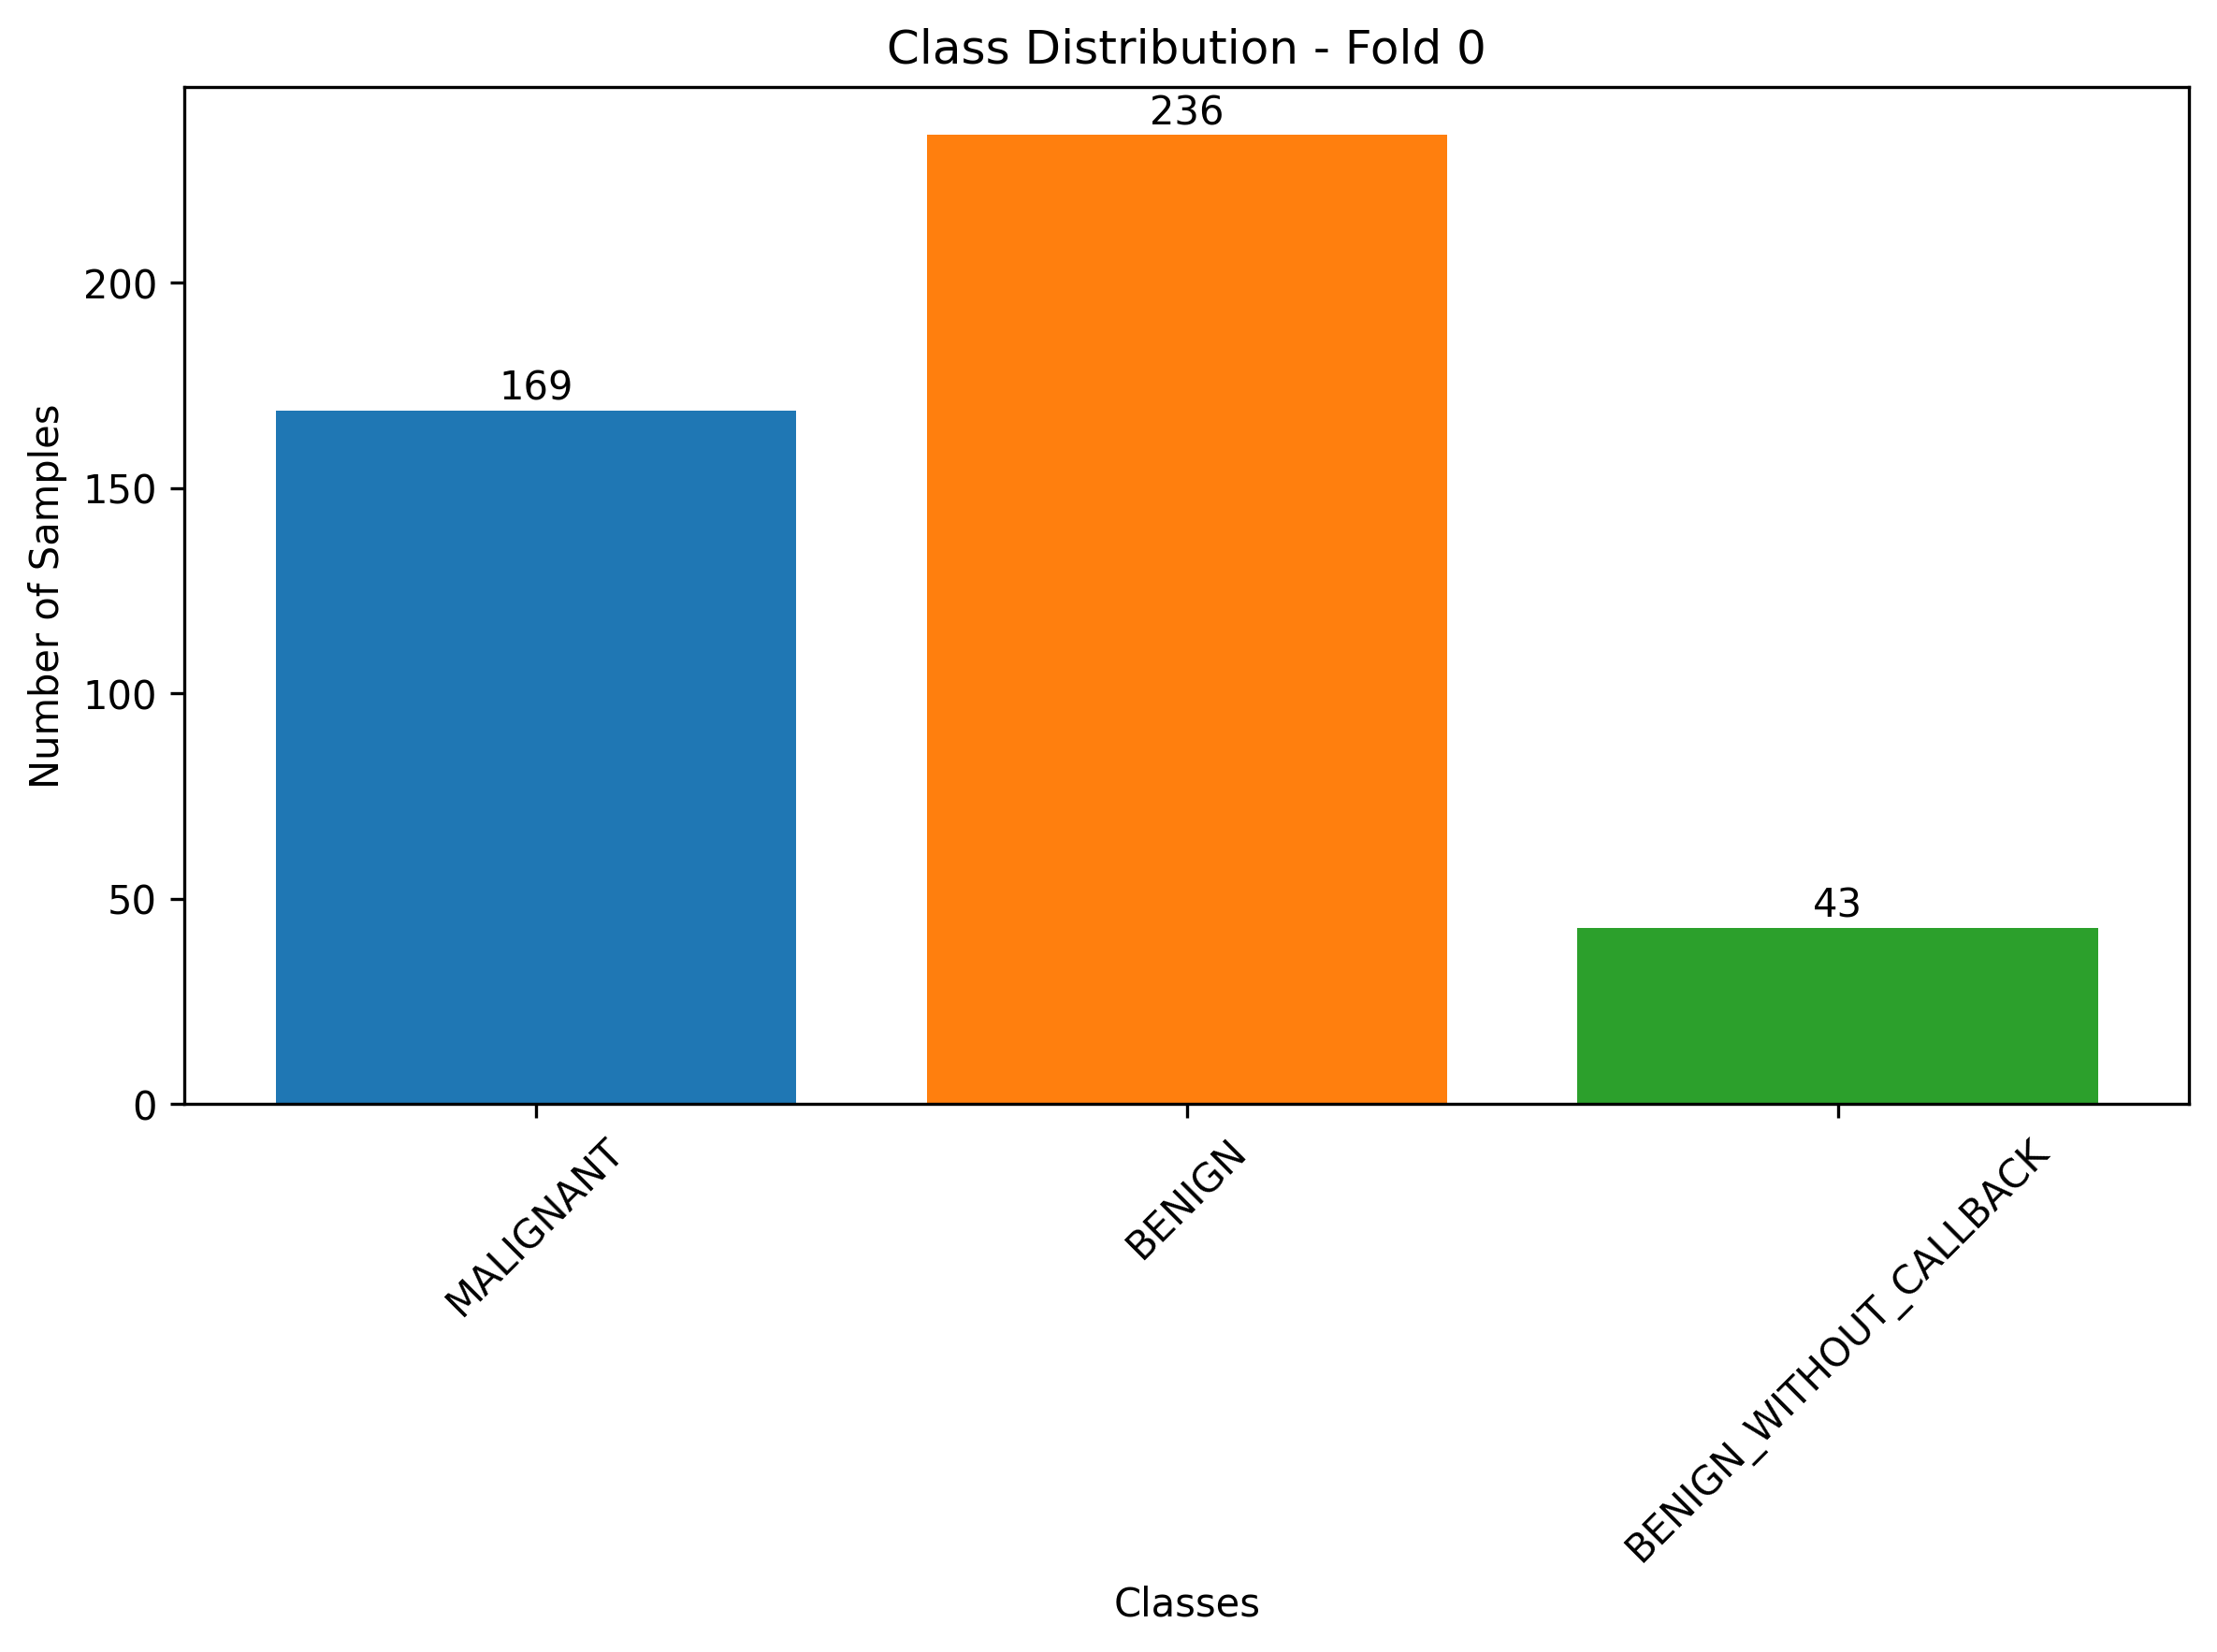 Class Distribution - Fold 0
236
169
43
Number of Samples
200
150
100
50
0
MALIGNANT
BENIGN
BENIGN_WITHOUT_CALLBACK
Classes